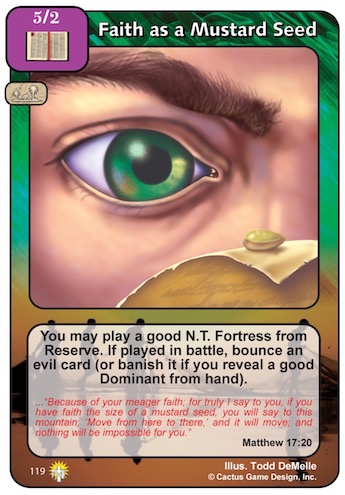 5/2
Faith as a Mustard Seed
You may play a good N.T. Fortress from
Reserve. If played in battle, bounce an
evil card (or banish it if you reveal a good
Dominant from hand).
..."Because of your meager faith; for truly I say to you, if you
have faith the size of a mustard seed, you will say to this
mountain, 'Move from here to there,' and it will move; and
nothing will be impossible for you."
Matthew 17:20
119
Illus. Todd DeMelle
© Cactus Game Design, Inc.